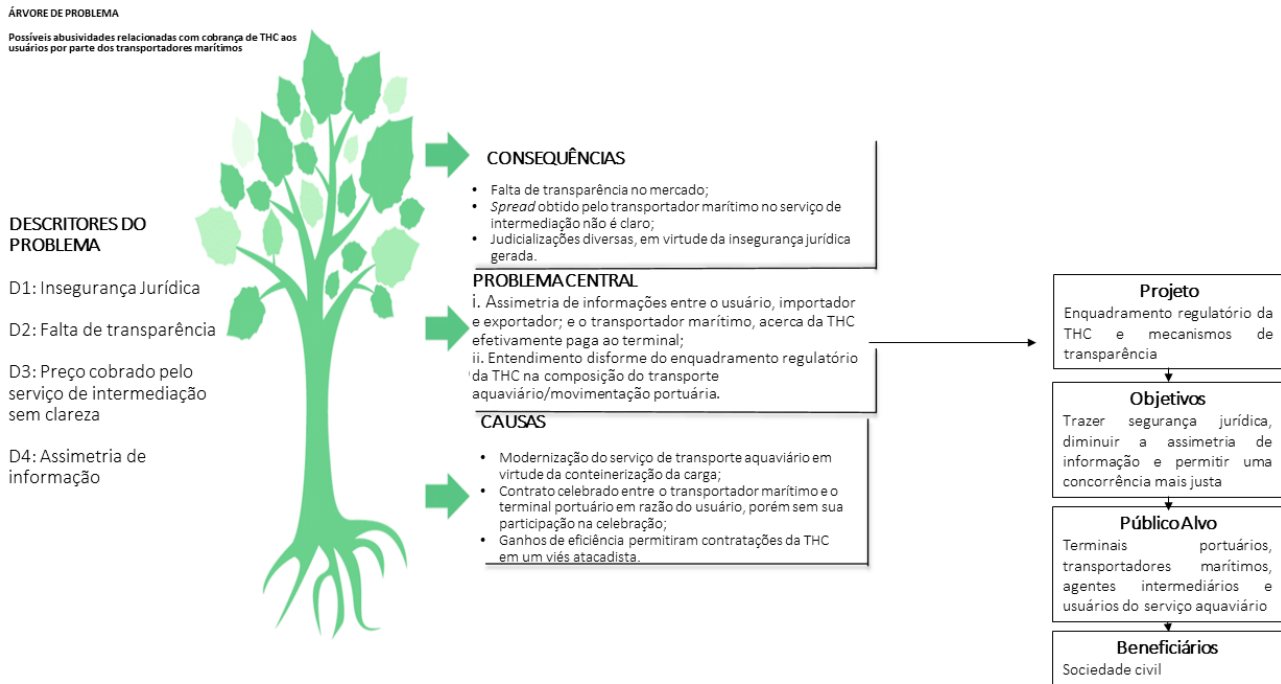 ÁRVORE DE PROBLEMA
Possíveis abusividades relacionadas com cobrança de THC aos
usuários por parte dos transportadores marítimos
DESCRITORES DO
PROBLEMA
D1: Insegurança Jurídica
D2: Falta de transparência
D3: Preço cobrado pelo
serviço de intermediação
sem clareza
D4: Assimetria de
informação
CONSEQUÊNCIAS
• Falta de transparência no mercado;
• Spread obtido pelo transportador marítimo no serviço de
intermediação não é claro;
• Judicializações diversas, em virtude da insegurança jurídica
gerada.
PROBLEMA CENTRAL
i. Assimetria de informações entre o usuário, importador
e exportador; e o transportador marítimo, acerca da THC
efetivamente paga ao terminal;
ii. Entendimento disforme do enquadramento regulatório
da THC na composição do transporte
aquaviário/movimentação portuária.
CAUSAS
• Modernização do serviço de transporte aquaviário em
virtude da conteinerização da carga;
• Contrato celebrado entre o transportador marítimo e o
terminal portuário em razão do usuário, porém sem sua
participação na celebração;
• Ganhos de eficiência permitiram contratações da THC
em um viés atacadista.
Projeto
Enquadramento regulatório da
THC e mecanismos de
transparência
Objetivos
Trazer segurança jurídica,
diminuir a assimetria de
informação e permitir uma
concorrência mais justa
Público Alvo
Terminais portuários,
transportadores marítimos,
agentes intermediários e
usuários do serviço aquaviário
Beneficiários
Sociedade civil